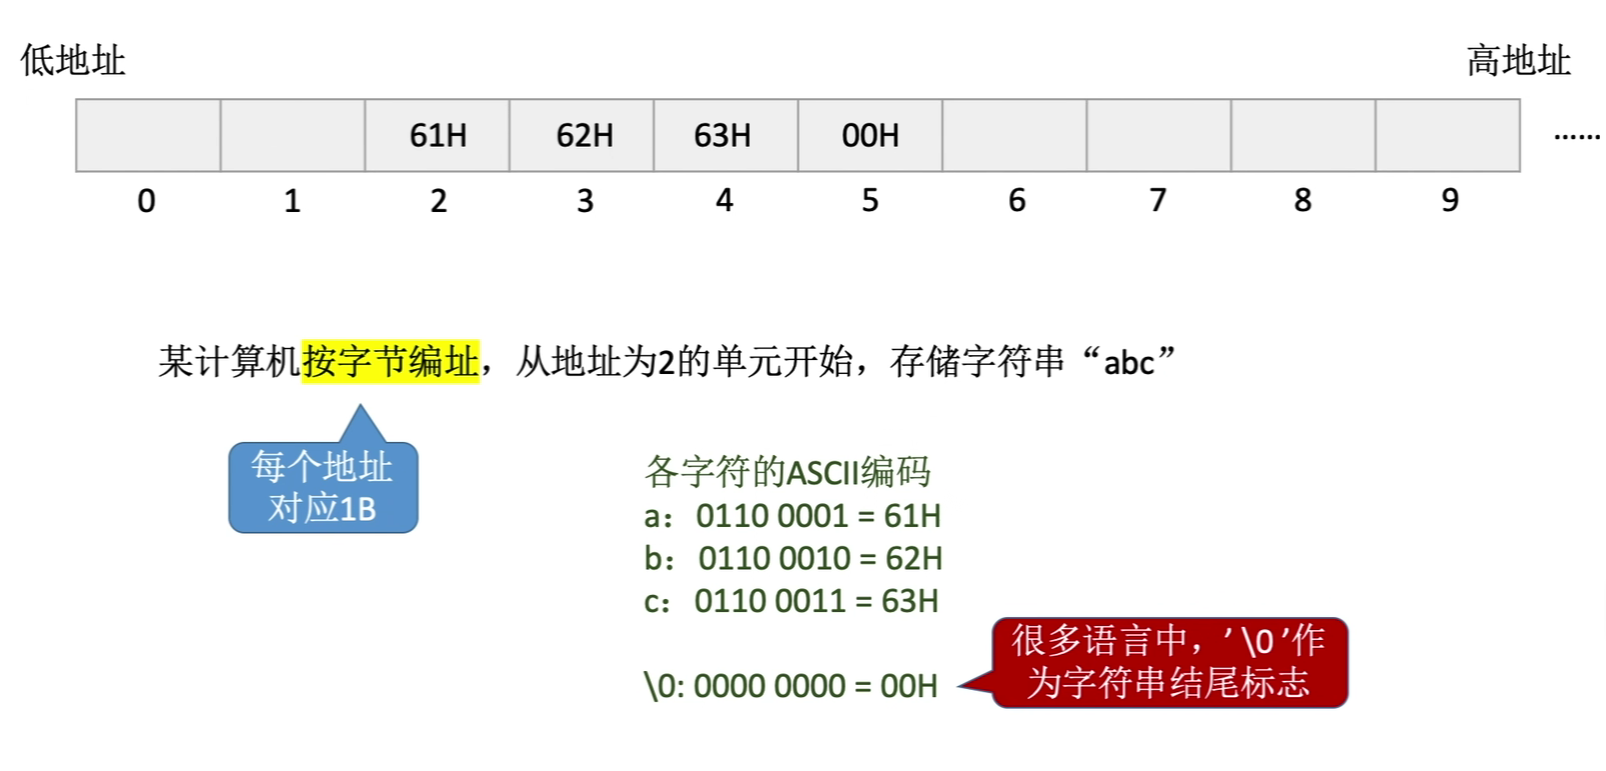 低地址 高地址
61H 62H 63H 00H ……
0 1 2 3 4 5 6 7 8 9
某计算机按字节编址，从地址为2的单元开始，存储字符串“abc”
每个地址
对应1B
各字符的ASCII编码
a： 0110 0001 = 61H
b： 0110 0010 = 62H
c： 0110 0011 = 63H
\0: 0000 0000 = 00H
很多语言中，’\0’作
为字符串结尾标志